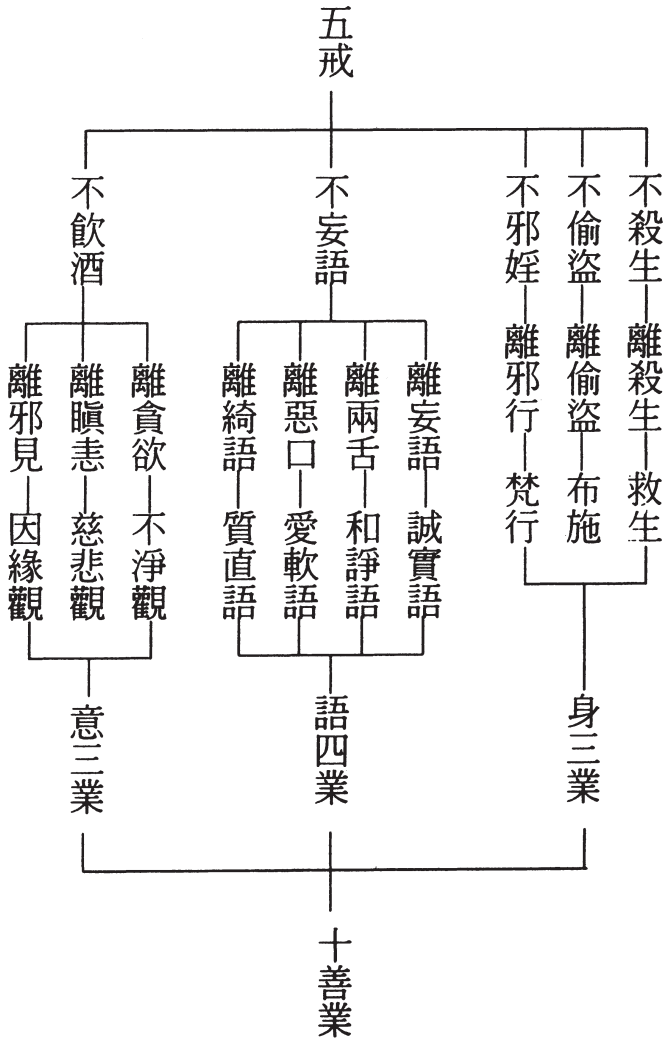 五戒
不殺生
離殺生
救生
不偷盜
離偷盜
布施
不邪婬
離邪行
梵行
身三業
不妄語
離妄語
誠實語
離兩舌
和諍語
離惡口
愛軟語
離綺語
質直語
語四業
不飲酒
離貪欲
不淨觀
離瞋恚
慈悲觀
離邪見
因緣觀
意三業
十善業